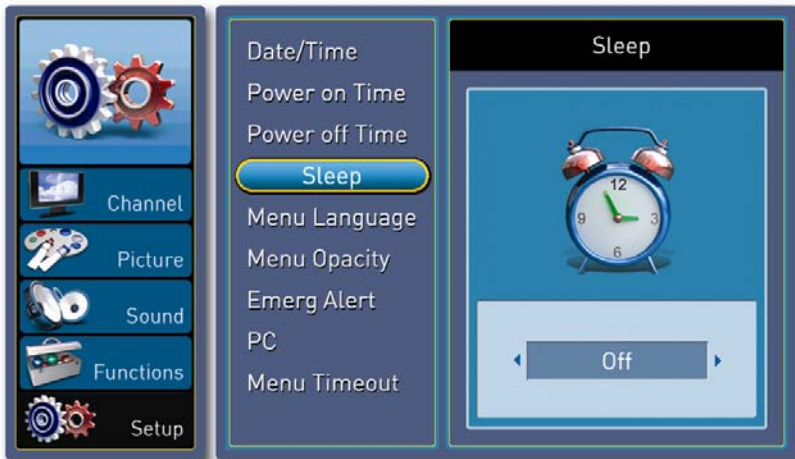 Channel
Picture
Sound
Functions
Setup
Date/Time
Power on Time
Power off Time
Sleep
Menu Language
Menu Opacity
Emerg Alert
PC
Menu Timeout
Sleep
12
9
3
6
Off